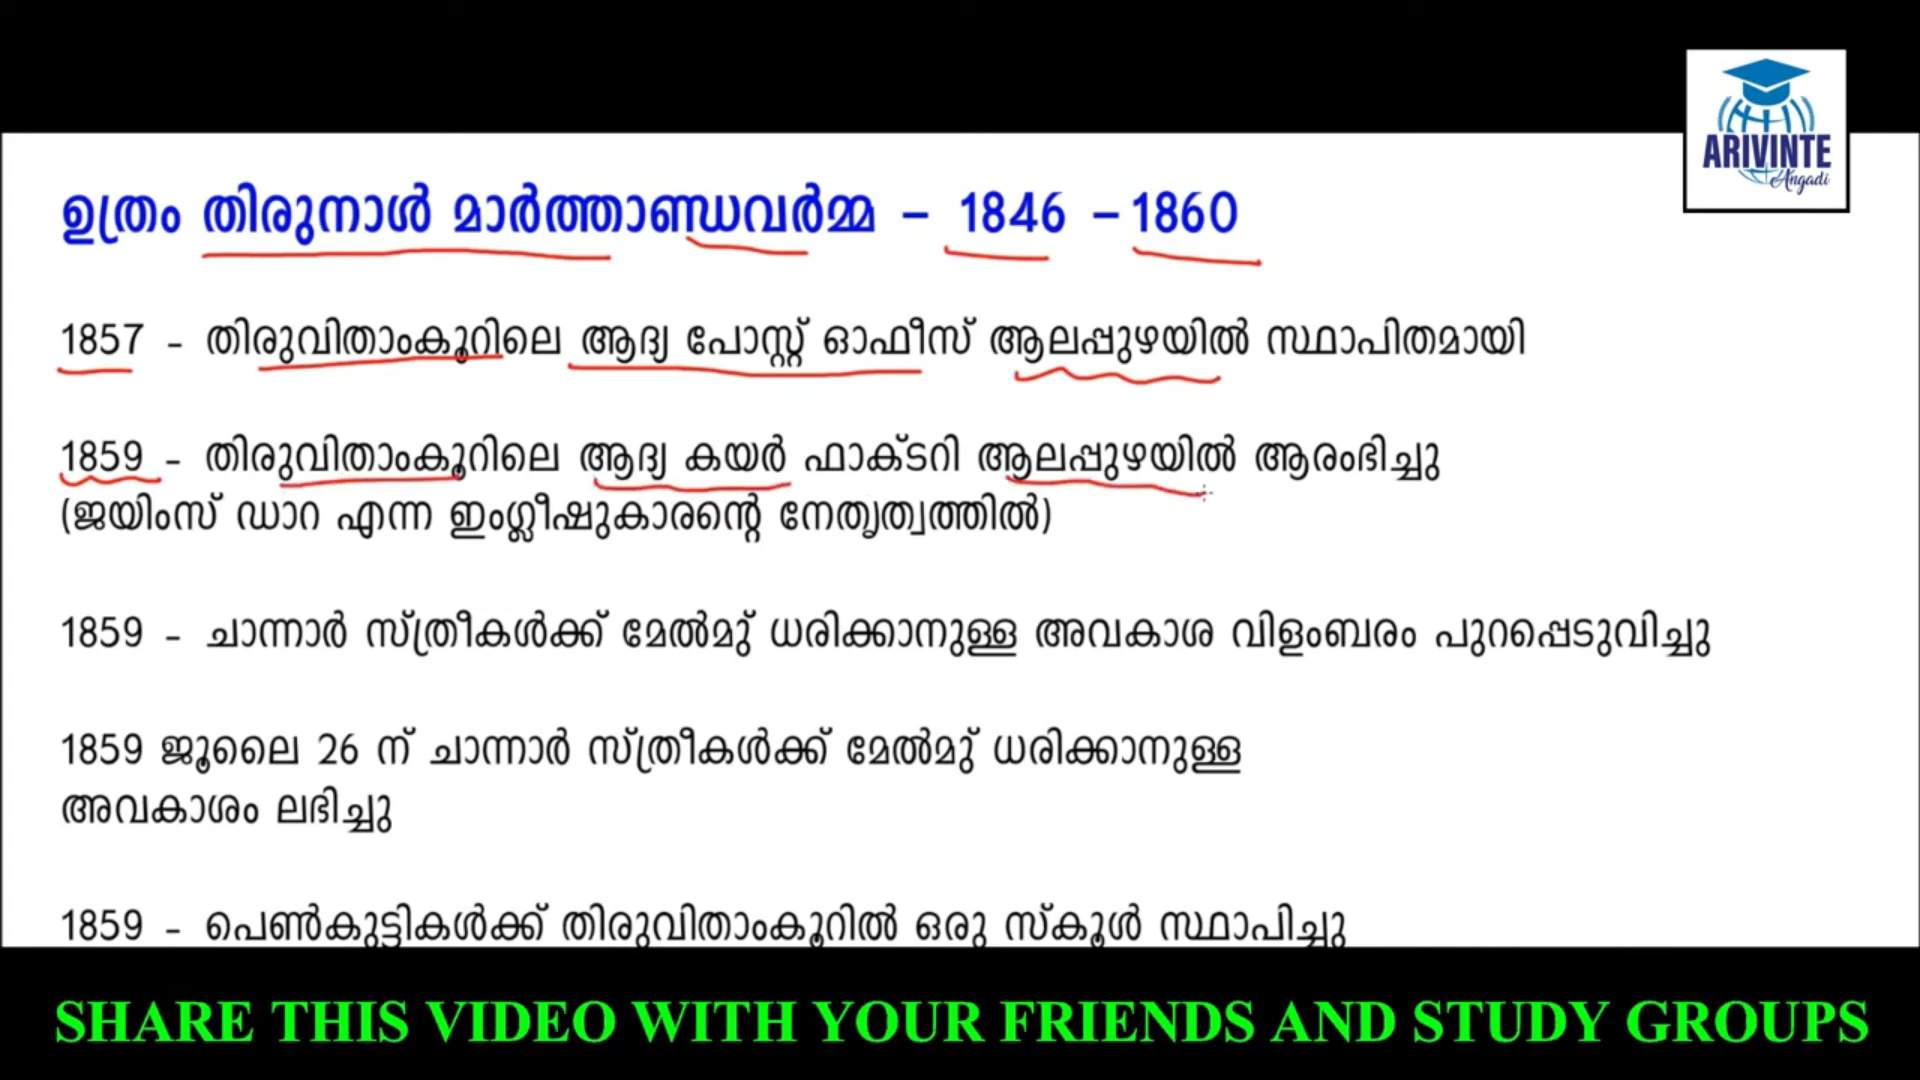 ARIVINTE
Angadi
ഉത്രം തിരുനാൾ മാർത്താണ്ഡവർമ്മ – 1846 – 1860
1857 - തിരുവിതാംകൂറിലെ ആദ്യ പോസ്റ്റ് ഓഫീസ് ആലപ്പുഴയിൽ സ്ഥാപിതമായി
1859 - തിരുവിതാംകൂറിലെ ആദ്യ കയർ ഫാക്ടറി ആലപ്പുഴയിൽ ആരംഭിച്ചു
(ജയിംസ് ഡാറ എന്ന ഇംഗ്ലീഷുകാരന്റെ നേതൃത്വത്തിൽ)
1859 - ചാന്നാർ സ്ത്രീകൾക്ക് മേൽമു് ധരിക്കാനുള്ള അവകാശ വിളംബരം പുറപ്പെടുവിച്ചു
1859 ജൂലൈ 26 ന് ചാന്നാർ സ്ത്രീകൾക്ക് മേൽമു് ധരിക്കാനുള്ള
അവകാശം ലഭിച്ചു
1859 - പെൺകുട്ടികൾക്ക് തിരുവിതാംകൂറിൽ ഒരു സ്കൂൾ സ്ഥാപിച്ചു
SHARE THIS VIDEO WITH YOUR FRIENDS AND STUDY GROUPS